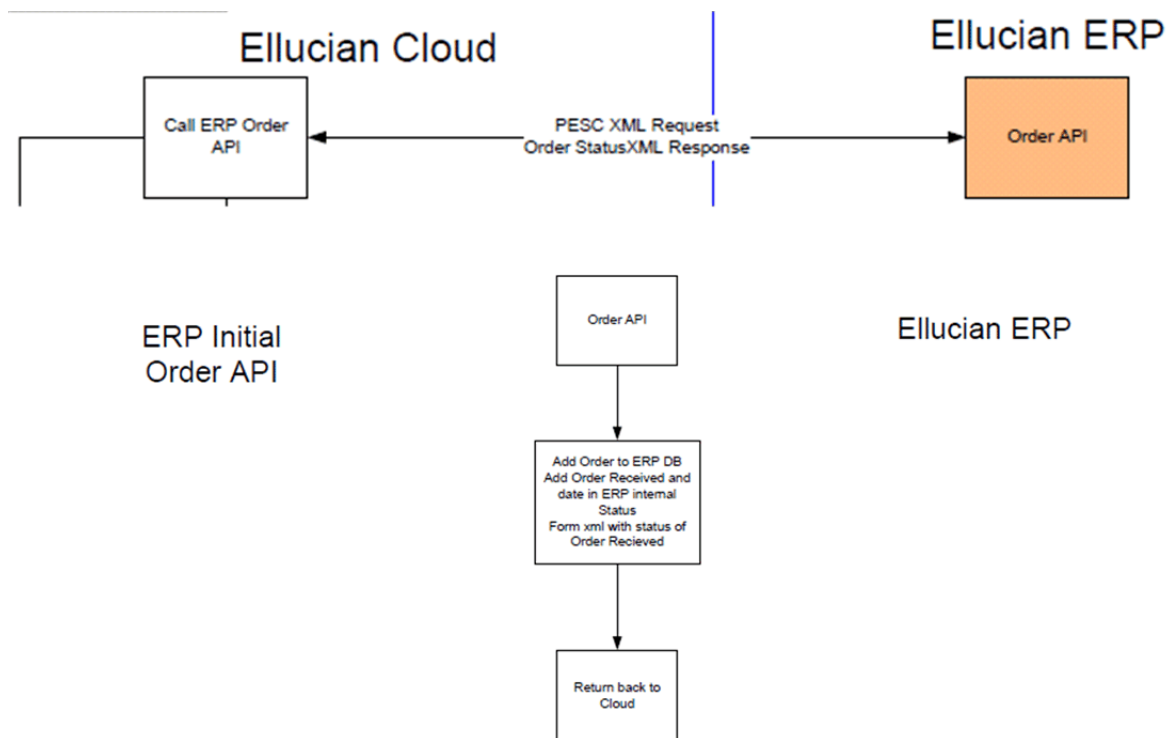 Ellucian Cloud
Ellucian ERP
Call ERP Order
API
PESC XML Request
Order StatusXML Response
Order API
Order API
ERP Initial
Order API
Ellucian ERP
Add Order to ERP DB
Add Order Received and
date in ERP internal
Status
Form xml with status of
Order Recieved
Return back to
Cloud